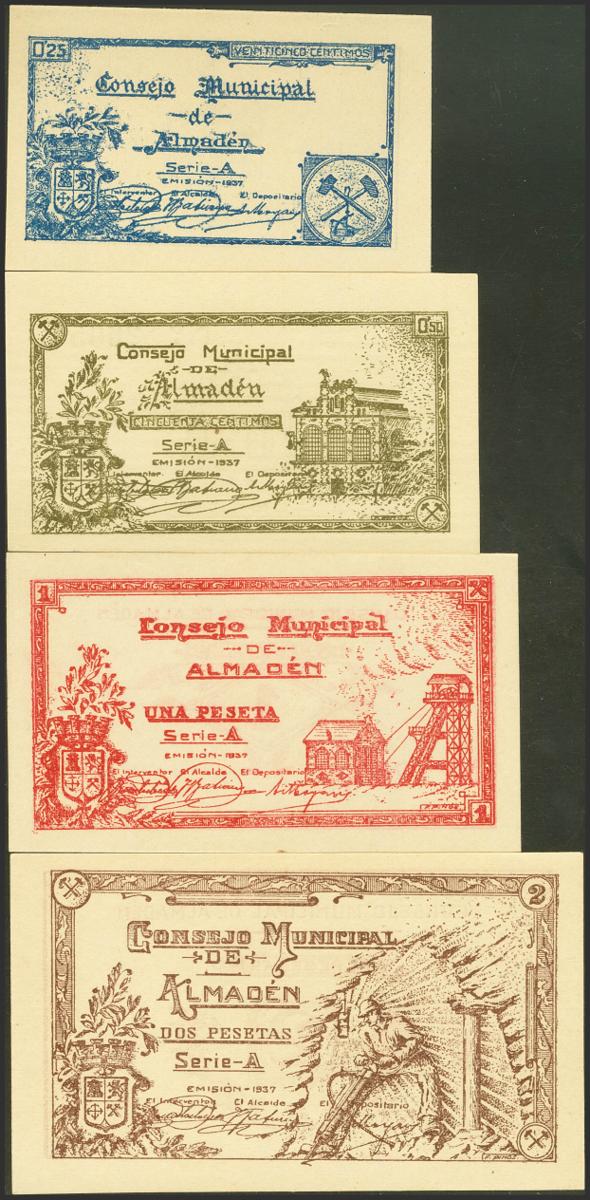 0'25
VEINTICINCO CENTIMOS
Consejo Municipal
de
Almadén
Serie-A
EMISIÓN-1937
Interventor El Alcalde El Depositario
0'50
Consejo Municipal
DE
Almadén
CINCUENTA CENTIMOS
Serie-A
EMISIÓN-1937
Interventor El Alcalde El Depositario
1
Consejo Municipal
DE
ALMADÉN
UNA PESETA
Serie-A
EMISIÓN-1937
El Interventor El Alcalde El Depositario
1
2
CONSEJO MUNICIPAL
DE
ALMADÉN
DOS PESETAS
Serie-A
EMISIÓN-1937
El Interventor El Alcalde El Depositario